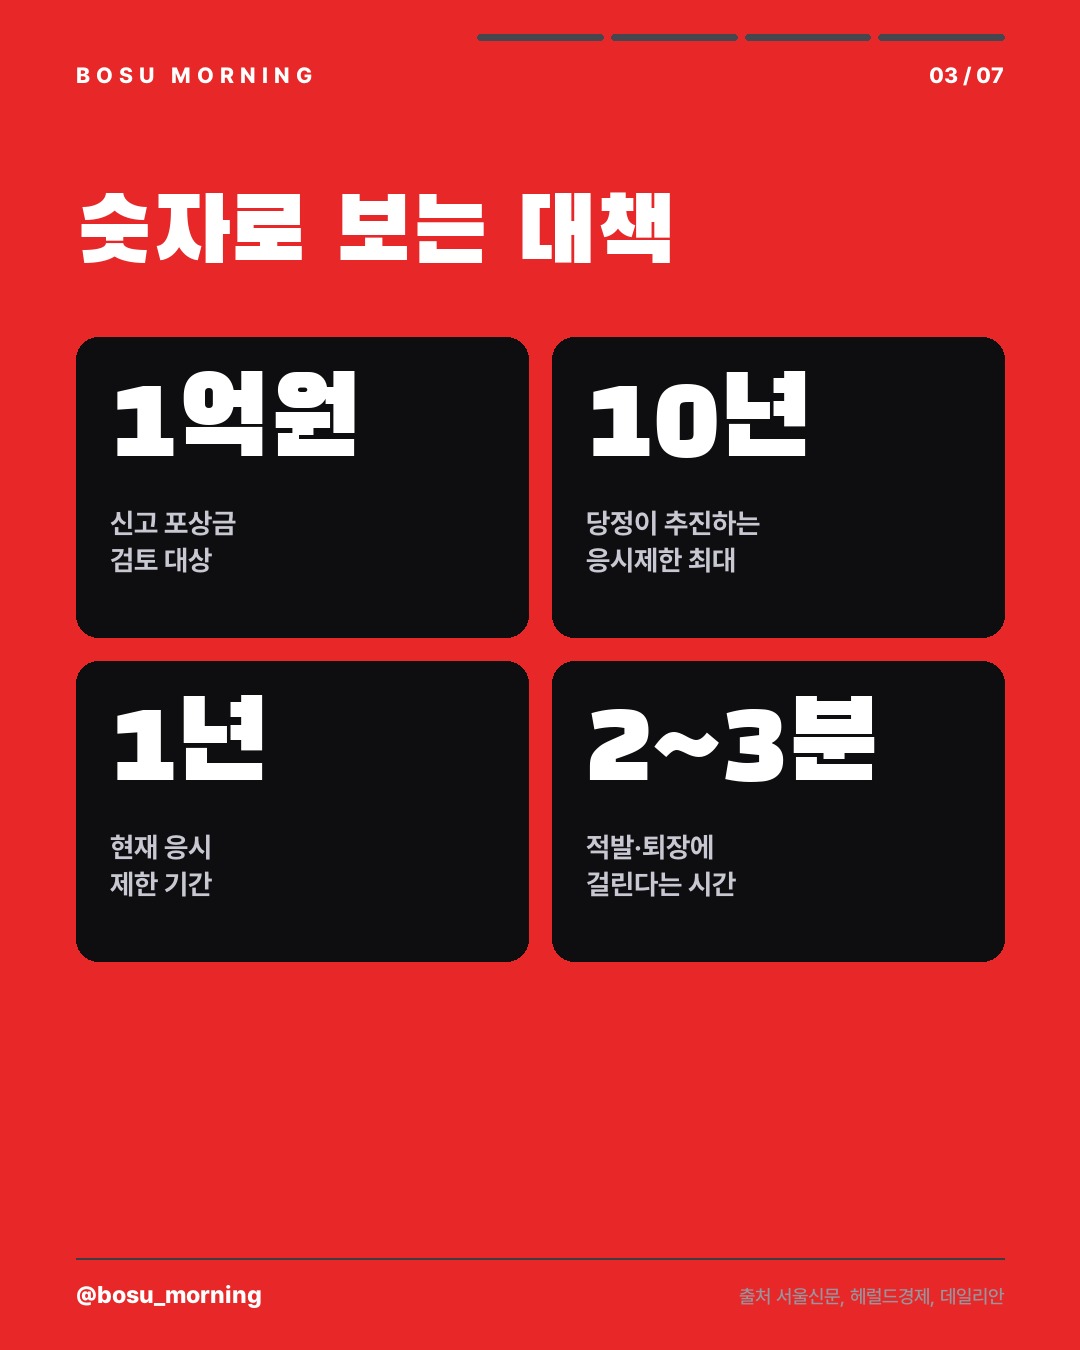 BOSU MORNING
03 / 07
숫자로 보는 대책
1억원
신고 포상금
검토 대상
10년
당정이 추진하는
응시제한 최대
1년
현재 응시
제한 기간
2~3분
적발·퇴장에
걸린다는 시간
@bosu_morning
출처 서울신문, 헤럴드경제, 데일리안